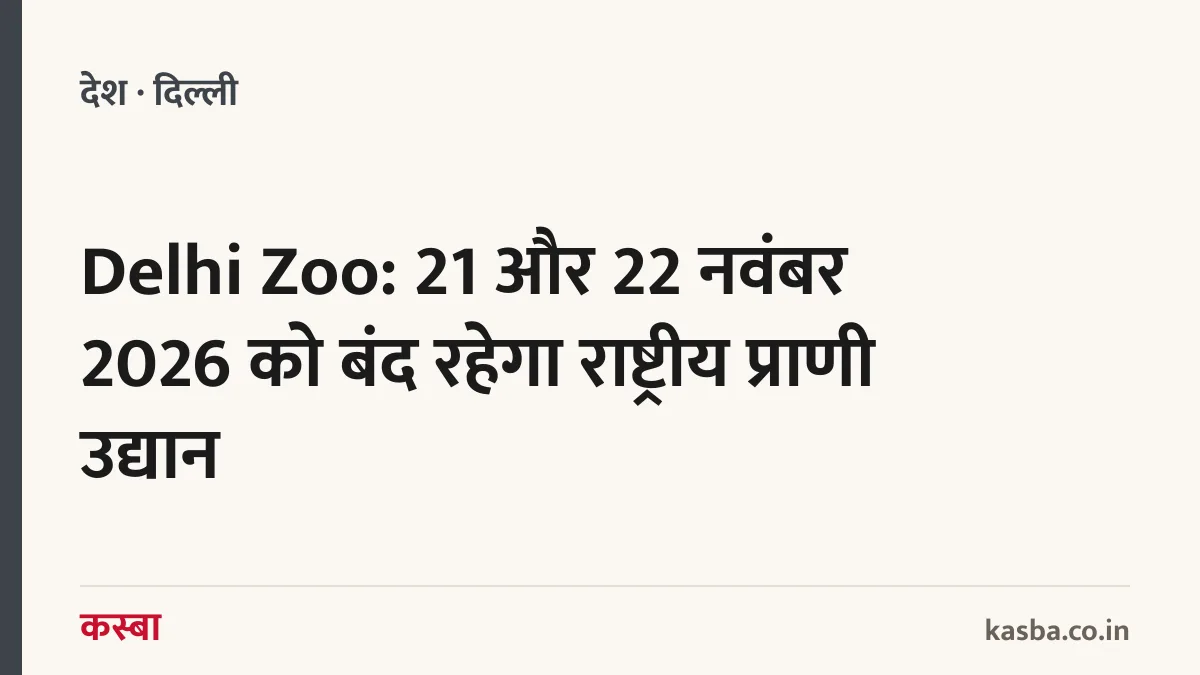 देश · दिल्ली
Delhi Zoo: 21 और 22 नवंबर
2026 को बंद रहेगा राष्ट्रीय प्राणी
उद्यान
कस्बा
kasba.co.in